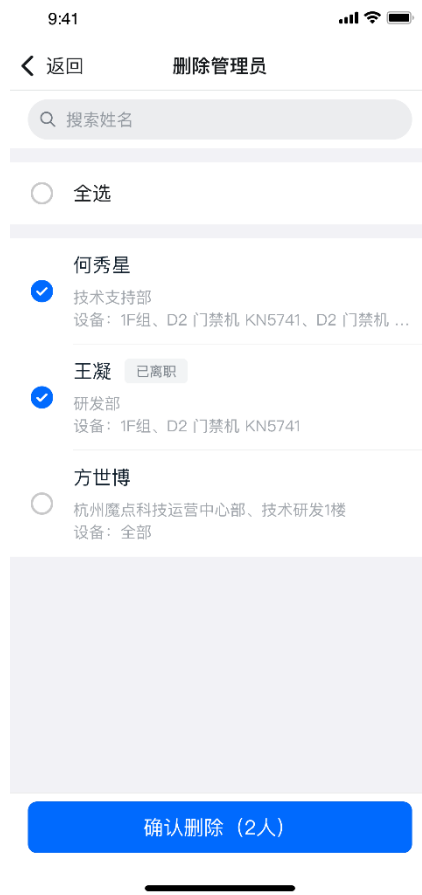 9:41
返回
删除管理员
搜索姓名
全选
何秀星
技术支持部
设备：1F组、D2 门禁机 KN5741、D2 门禁机 ...
王凝 已离职
研发部
设备：1F组、D2 门禁机 KN5741
方世博
杭州魔点科技运营中心部、技术研发1楼
设备：全部
确认删除（2人）